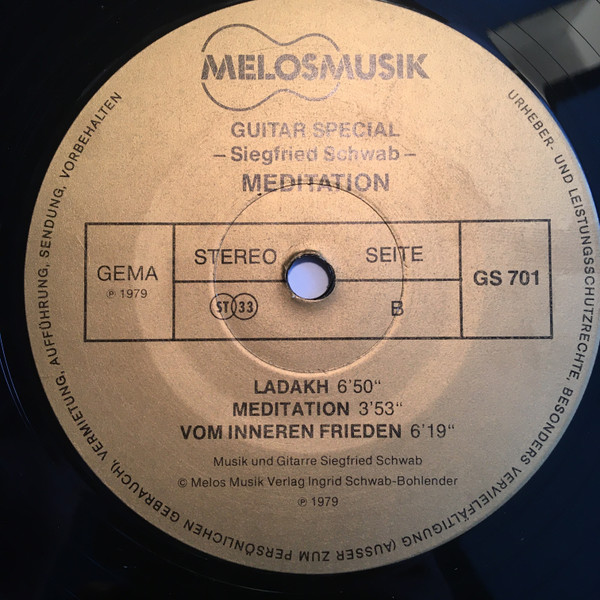 MELOSMUSIK
GUITAR SPECIAL
– Siegfried Schwab –
MEDITATION
GEMA
℗ 1979
STEREO
SEITE
ST 33
B
GS 701
LADAKH 6'50"
MEDITATION 3'53"
VOM INNEREN FRIEDEN 6'19"
Musik und Gitarre Siegfried Schwab
© Melos Musik Verlag Ingrid Schwab-Bohlender
℗ 1979
URHEBER- UND LEISTUNGSSCHUTZRECHTE, BESONDERS VERVIELFÄLTIGUNG (AUSSER ZUM PERSÖNLICHEN GEBRAUCH), VERMIETUNG, AUFFÜHRUNG, SENDUNG, VORBEHALTEN